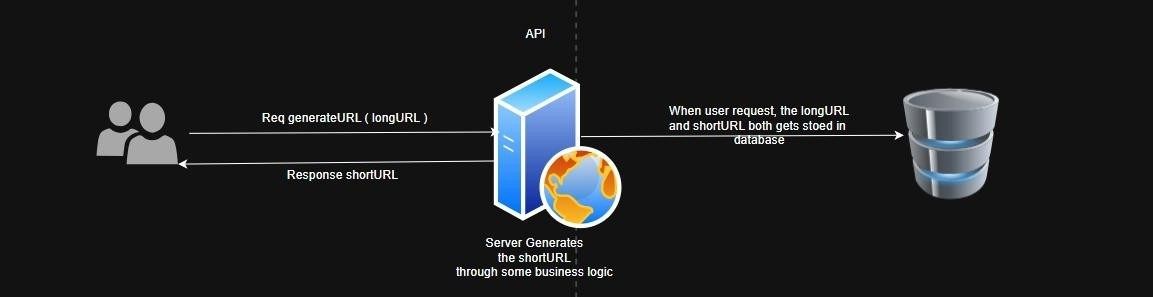 API
Req generateURL ( longURL )
Response shortURL
When user request, the longURL
and shortURL both gets stoed in
database
Server Generates
the shortURL
through some business logic